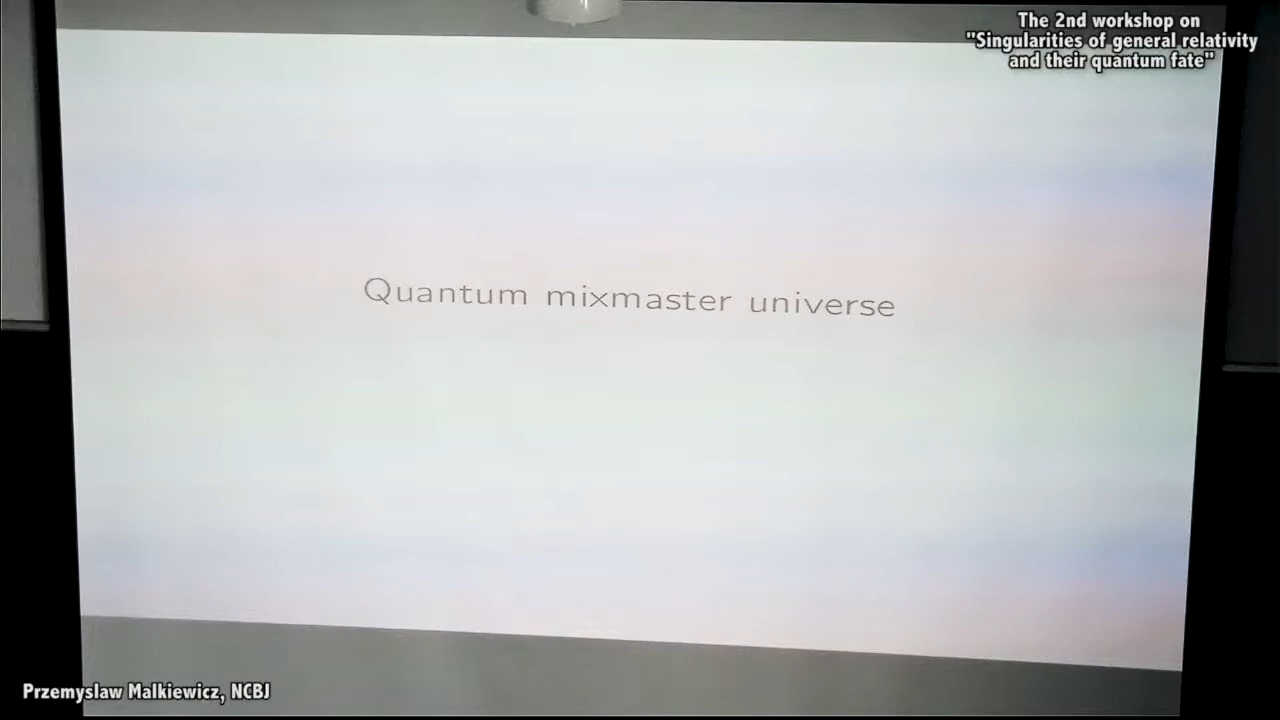 The 2nd workshop on
"Singularities of general relativity
and their quantum fate"
Quantum mixmaster universe
Przemyslaw Malkiewicz, NCBJ